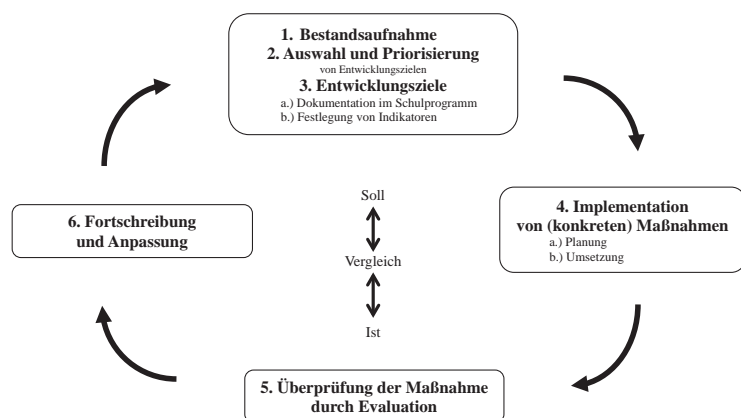 1. Bestandsaufnahme
2. Auswahl und Priorisierung
von Entwicklungszielen
3. Entwicklungsziele
a.) Dokumentation im Schulprogramm
b.) Festlegung von Indikatoren
4. Implementation
von (konkreten) Maßnahmen
a.) Planung
b.) Umsetzung
5. Überprüfung der Maßnahme
durch Evaluation
6. Fortschreibung
und Anpassung
Soll
Vergleich
Ist